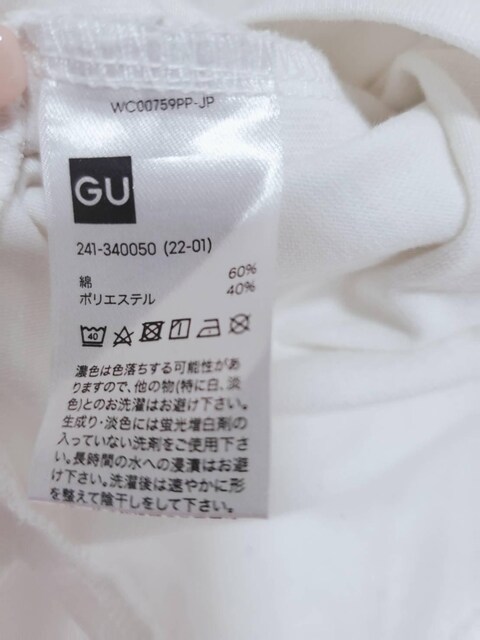 WC00759PP-JP
GU
241-340050 (22-01)
綿 60%
ポリエステル 40%
40
濃色は色落ちする可能性があ
りますので、他の物(特に白、淡
色)とのお洗濯はお避け下さい。
生成り・淡色には蛍光増白剤の
入っていない洗剤をご使用下さ
い。長時間の水への浸漬はお避
け下さい。洗濯後は速やかに形
を整えて陰干しをして下さい。